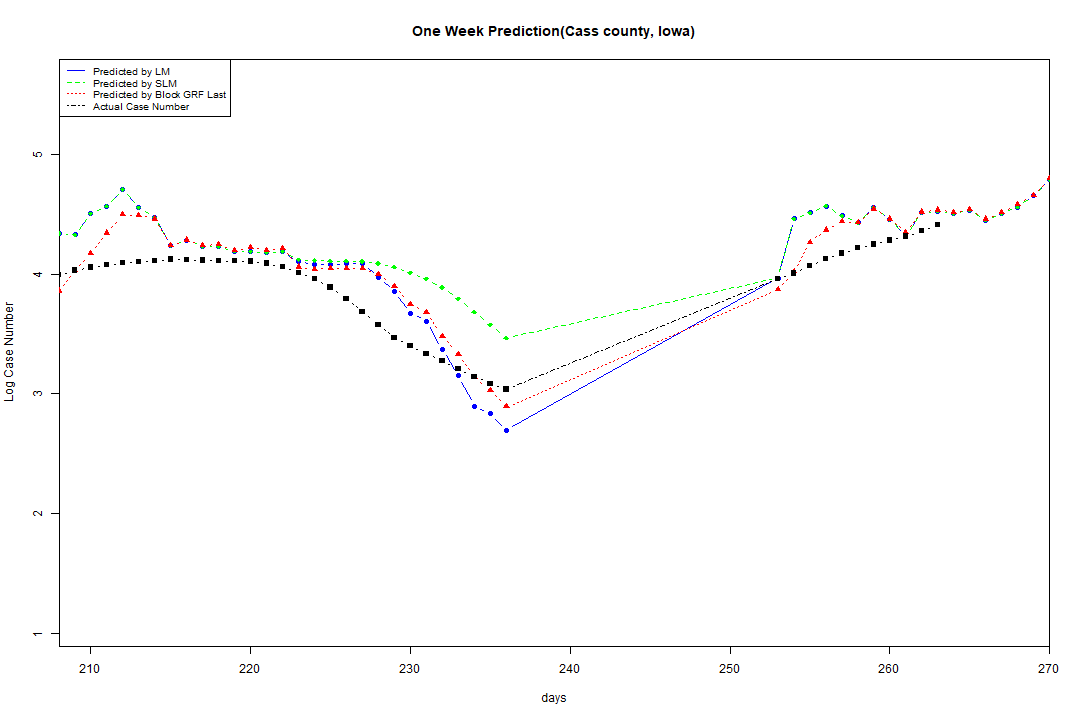 One Week Prediction(Cass county, Iowa)
Predicted by LM
Predicted by SLM
Predicted by Block GRF Last
Actual Case Number
Log Case Number
5
4
3
2
1
210 220 230 240 250 260 270
days